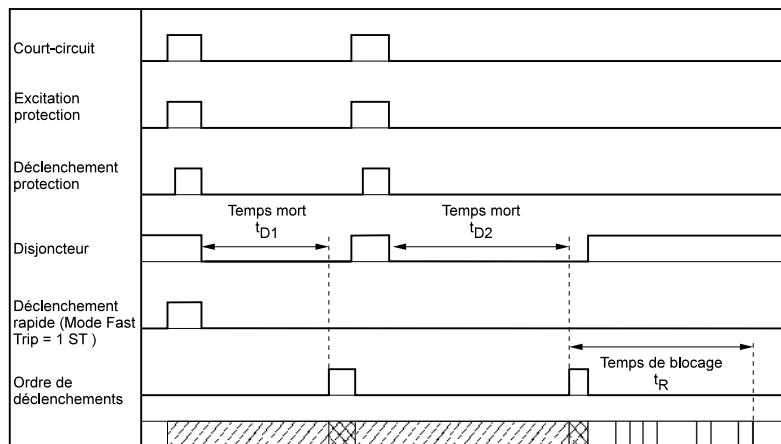 Court-circuit
Excitation
protection
Déclenchement
protection
Temps mort
tD1
Temps mort
tD2
Disjoncteur
Déclenchement
rapide (Mode Fast
Trip = 1 ST )
Temps de blocage
tR
Ordre de
déclenchements